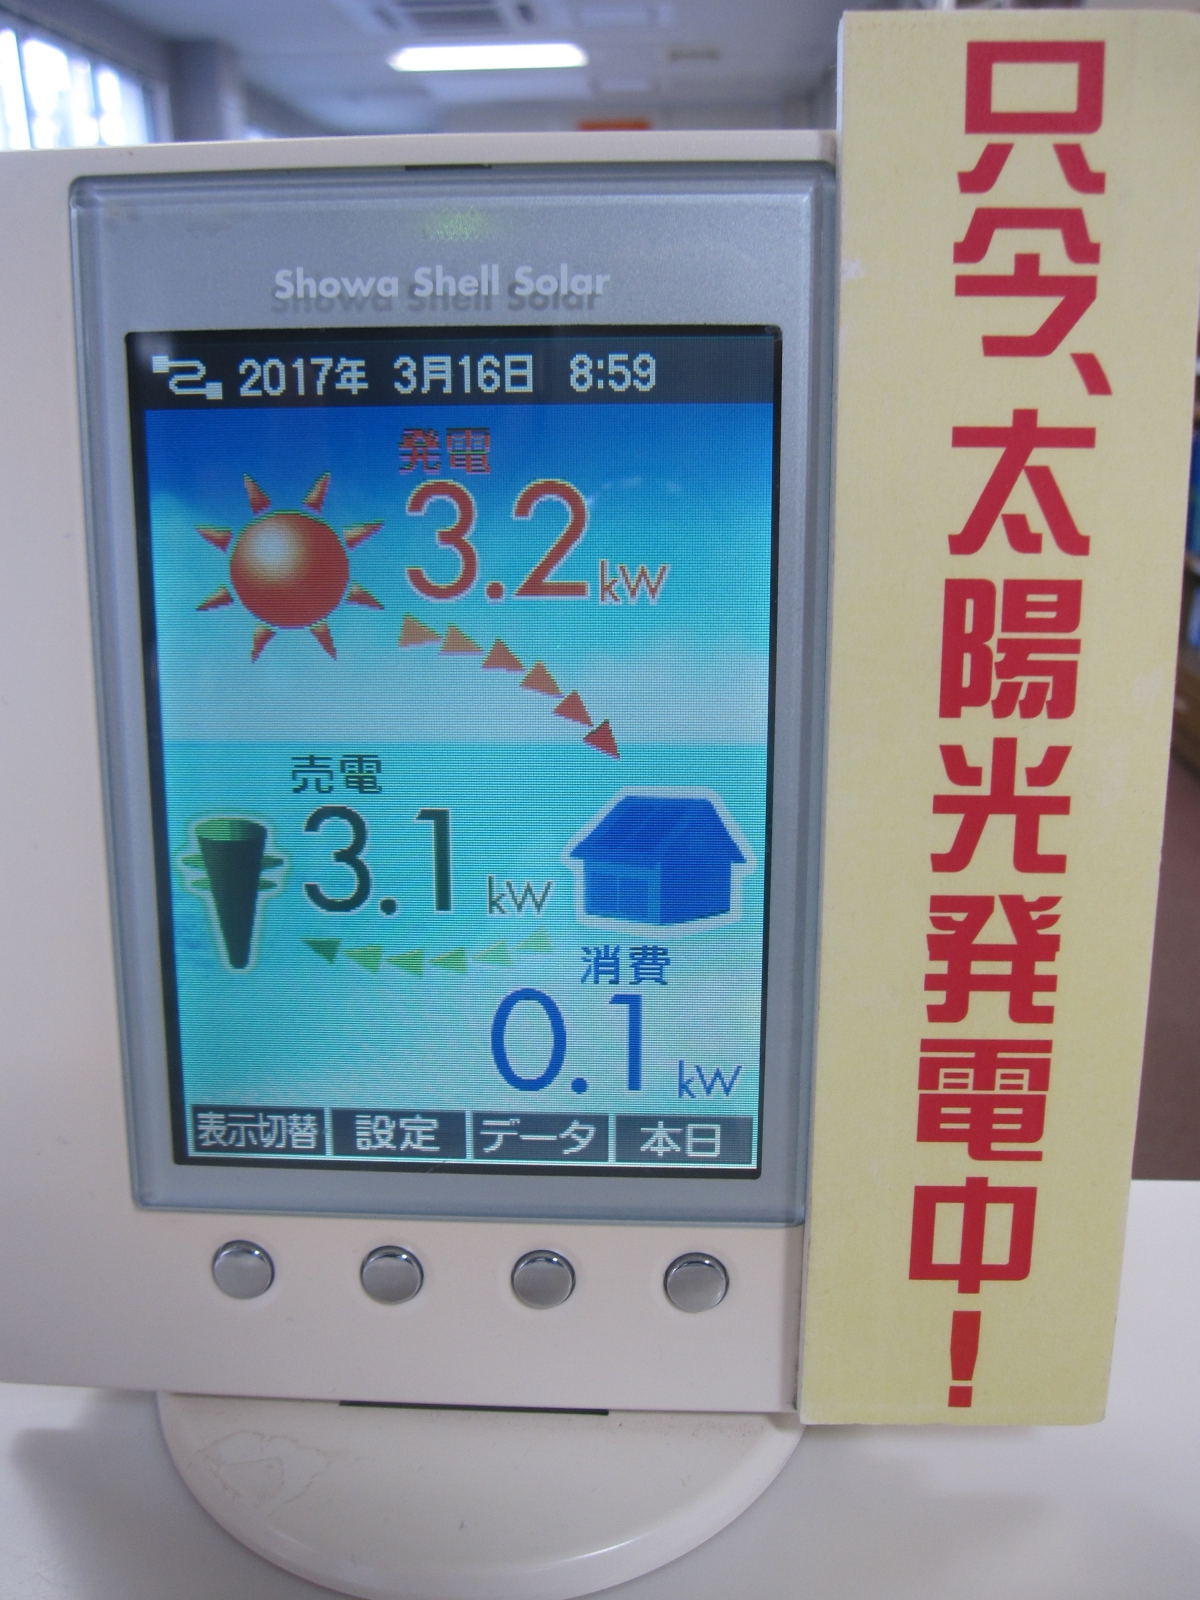 Showa Shell Solar
2017年 3月16日 8:59
発電
3.2kW
売電
3.1kW
消費
0.1kW
表示切替 設定 データ 本日
只今、太陽光発電中!